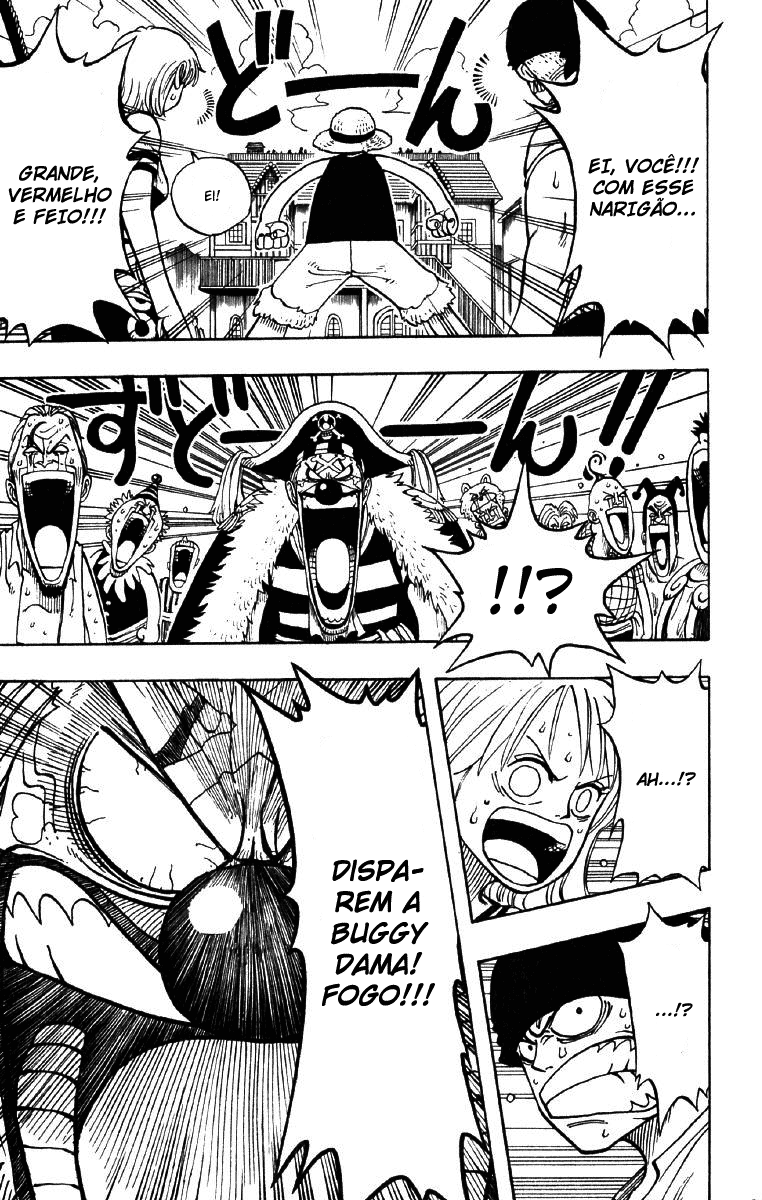 どーん
EI, VOCÊ!!!
COM ESSE
NARIGÃO...
EI!
GRANDE,
VERMELHO
E FEIO!!!
ずどーーーん!!
!!?
AH...!?
...!?
DISPA-
REM A
BUGGY
DAMA!
FOGO!!!